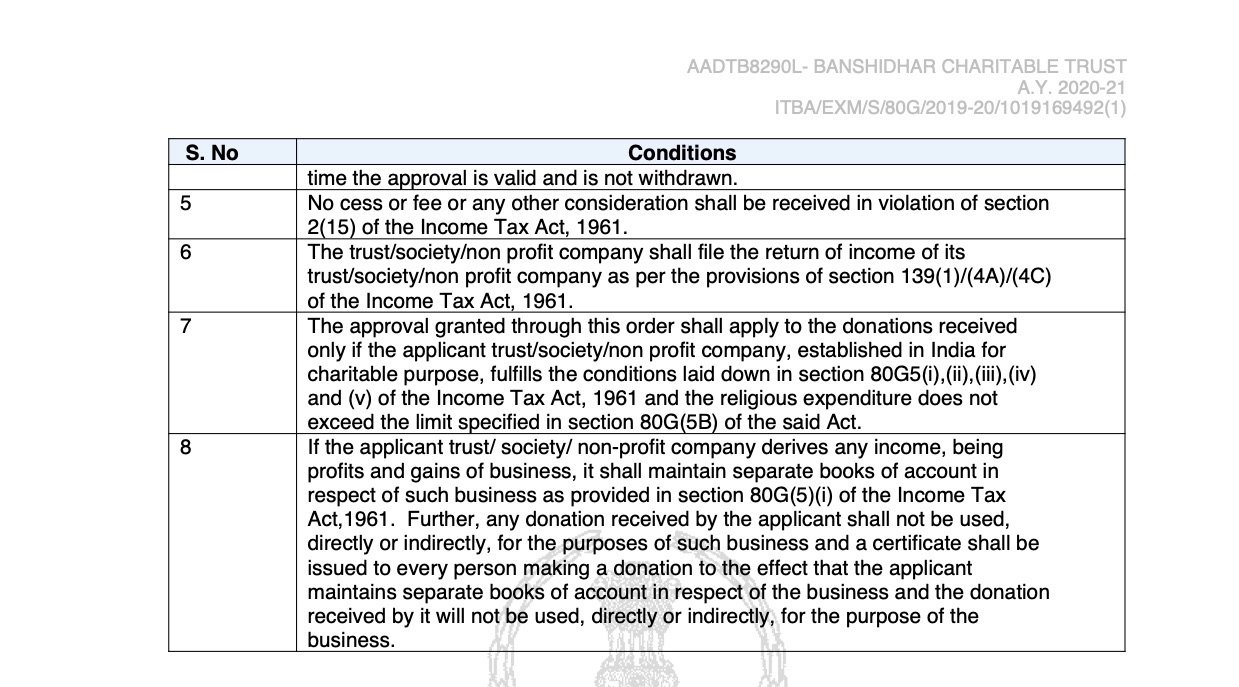 AADTB8290L- BANSHIDHAR CHARITABLE TRUST
A.Y. 2020-21
ITBA/EXM/S/80G/2019-20/1019169492(1)
S. No Conditions
time the approval is valid and is not withdrawn.
5 No cess or fee or any other consideration shall be received in violation of section
2(15) of the Income Tax Act, 1961.
6 The trust/society/non profit company shall file the return of income of its
trust/society/non profit company as per the provisions of section 139(1)/(4A)/(4C)
of the Income Tax Act, 1961.
7 The approval granted through this order shall apply to the donations received
only if the applicant trust/society/non profit company, established in India for
charitable purpose, fulfills the conditions laid down in section 80G5(i),(ii),(iii),(iv)
and (v) of the Income Tax Act, 1961 and the religious expenditure does not
exceed the limit specified in section 80G(5B) of the said Act.
8 If the applicant trust/ society/ non-profit company derives any income, being
profits and gains of business, it shall maintain separate books of account in
respect of such business as provided in section 80G(5)(i) of the Income Tax
Act,1961.  Further, any donation received by the applicant shall not be used,
directly or indirectly, for the purposes of such business and a certificate shall be
issued to every person making a donation to the effect that the applicant
maintains separate books of account in respect of the business and the donation
received by it will not be used, directly or indirectly, for the purpose of the
business.